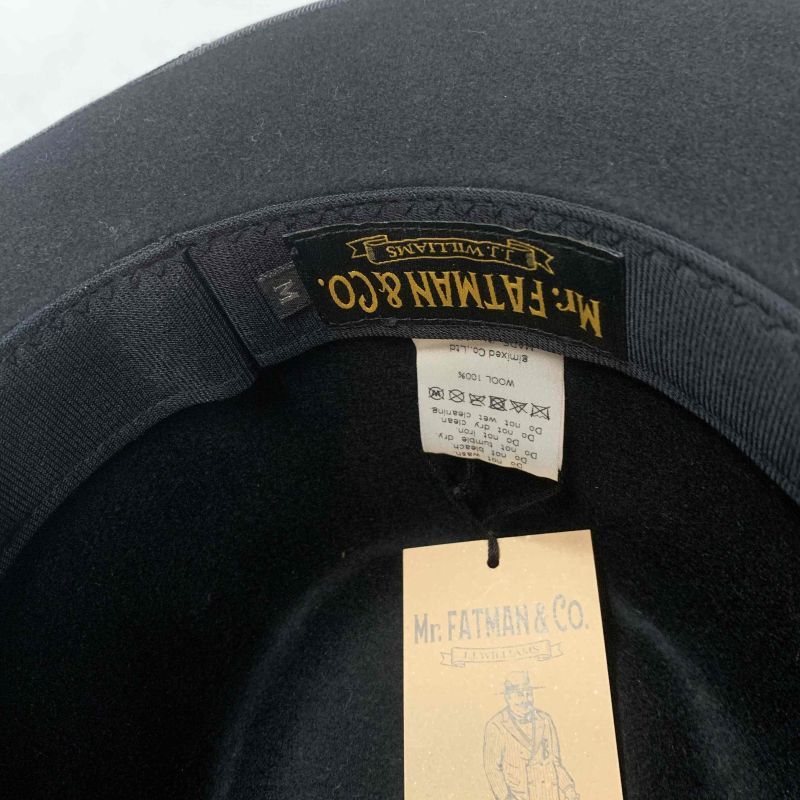 Mr. FATMAN & CO.
J.J.WILLIAMS
M
Do not wash.
Do not bleach.
Do not tumble dry.
Do not iron
Do not dry clean
Do not wet cleaning.
WOOL 100%
glmixed Co.,Ltd
Mr. FATMAN & CO.
J.J.WILLIAMS